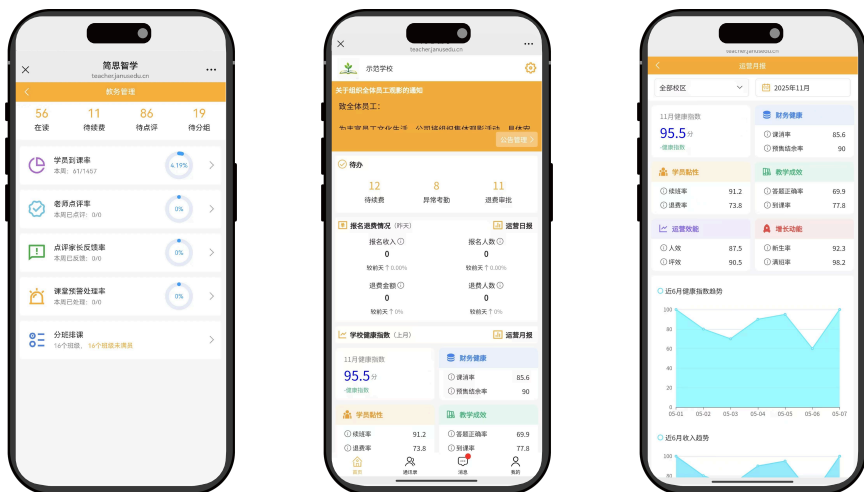 简思智学
teacher.janusedu.cn
教务管理
56 11 86 19
在读 待续费 待点评 待分组
学员到课率
本周：61/1457
4.19%
老师点评率
本周已点评：0/0
0%
点评家长反馈率
本周已反馈：0/0
0%
课堂预警处理率
本周已处理：0/0
0%
分班排课
16个班级，16个班级未满员
teacher.janusedu.cn
示范学校
关于组织全体员工观影的通知
致全体员工：
公告管理
待办
12 8 11
待续费 异常考勤 退费审批
报名退费情况（昨天） 运营日报
报名收入 报名人数
0 0
较前天 ↑ 0.00% 较前天 ↑ 0.00%
退费金额 退费人数
0 0
较前天 ↑ 0% 较前天 ↑ 0%
学校健康指数（上月） 运营月报
11月健康指数
95.5分
-健康指数
财务健康
课消率 85.6
预售结余率 90
学员黏性
续班率 91.2
退费率 73.8
教学成效
答题正确率 69.9
到课率 77.8
首页 通讯录 消息 我的
teacher.janusedu.cn
运营月报
全部校区 2025年11月
11月健康指数
95.5分
-健康指数
财务健康
课消率 85.6
预售结余率 90
学员黏性
续班率 91.2
退费率 73.8
教学成效
答题正确率 69.9
到课率 77.8
运营效能
人效 87.5
坪效 90.5
增长动能
新生率 92.3
满班率 98.2
近6月健康指数趋势
100
80
60
40
20
0
05-01 05-02 05-03 05-04 05-05 05-06 05-07
近6月收入趋势
100
80